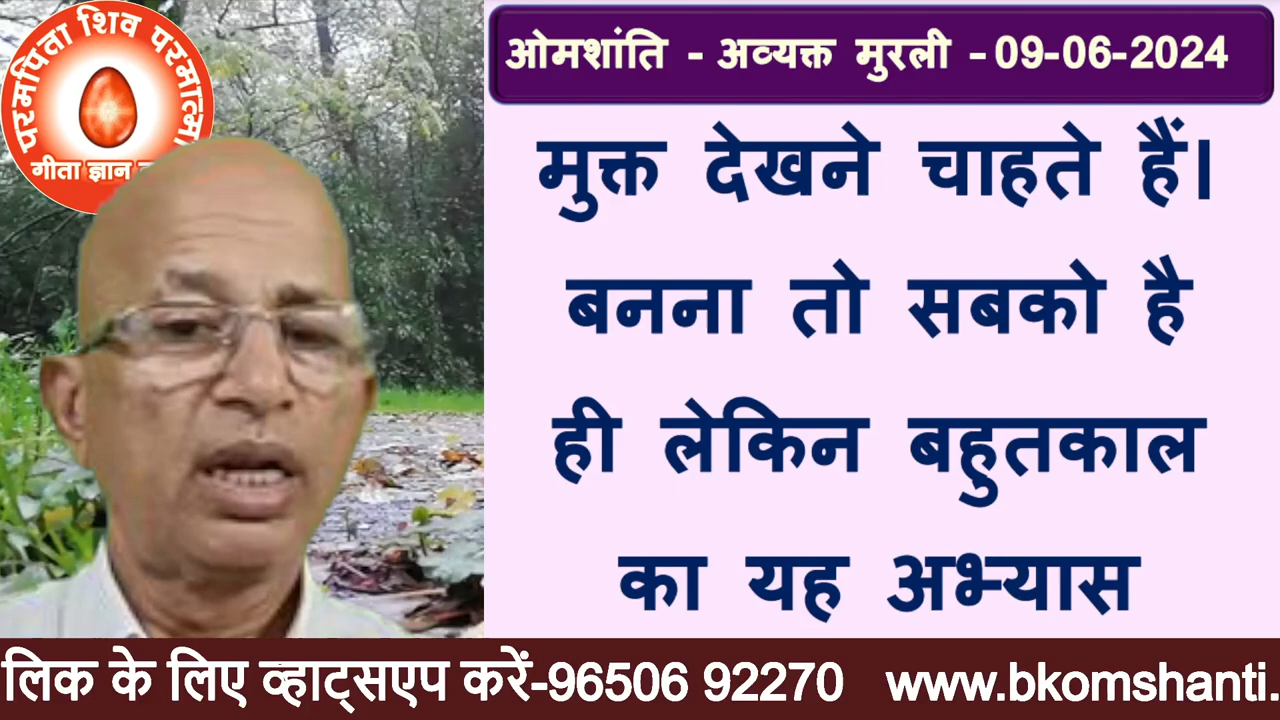 परमपिता शिव परमात्मा
गीता ज्ञान
ओमशांति - अव्यक्त मुरली - 09-06-2024
मुक्त देखने चाहते हैं।
बनना तो सबको है
ही लेकिन बहुतकाल
का यह अभ्यास
लिक के लिए व्हाट्सएप करें-96506 92270 www.bkomshanti.